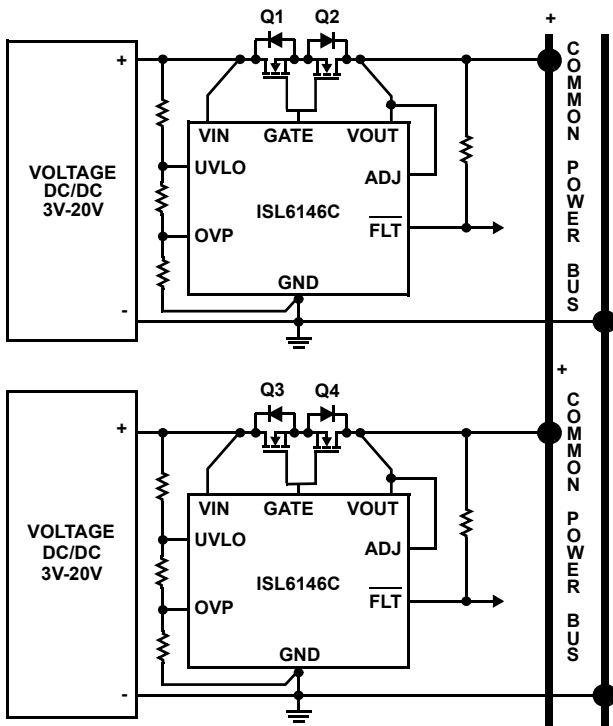 Q1 Q2
+
+
VIN GATE VOUT
UVLO
ADJ
VOLTAGE
DC/DC
3V-20V
ISL6146C
OVP
FLT
GND
-
COMMON POWER BUS
Q3 Q4
+
+
VIN GATE VOUT
UVLO
ADJ
VOLTAGE
DC/DC
3V-20V
ISL6146C
OVP
FLT
GND
-
COMMON POWER BUS